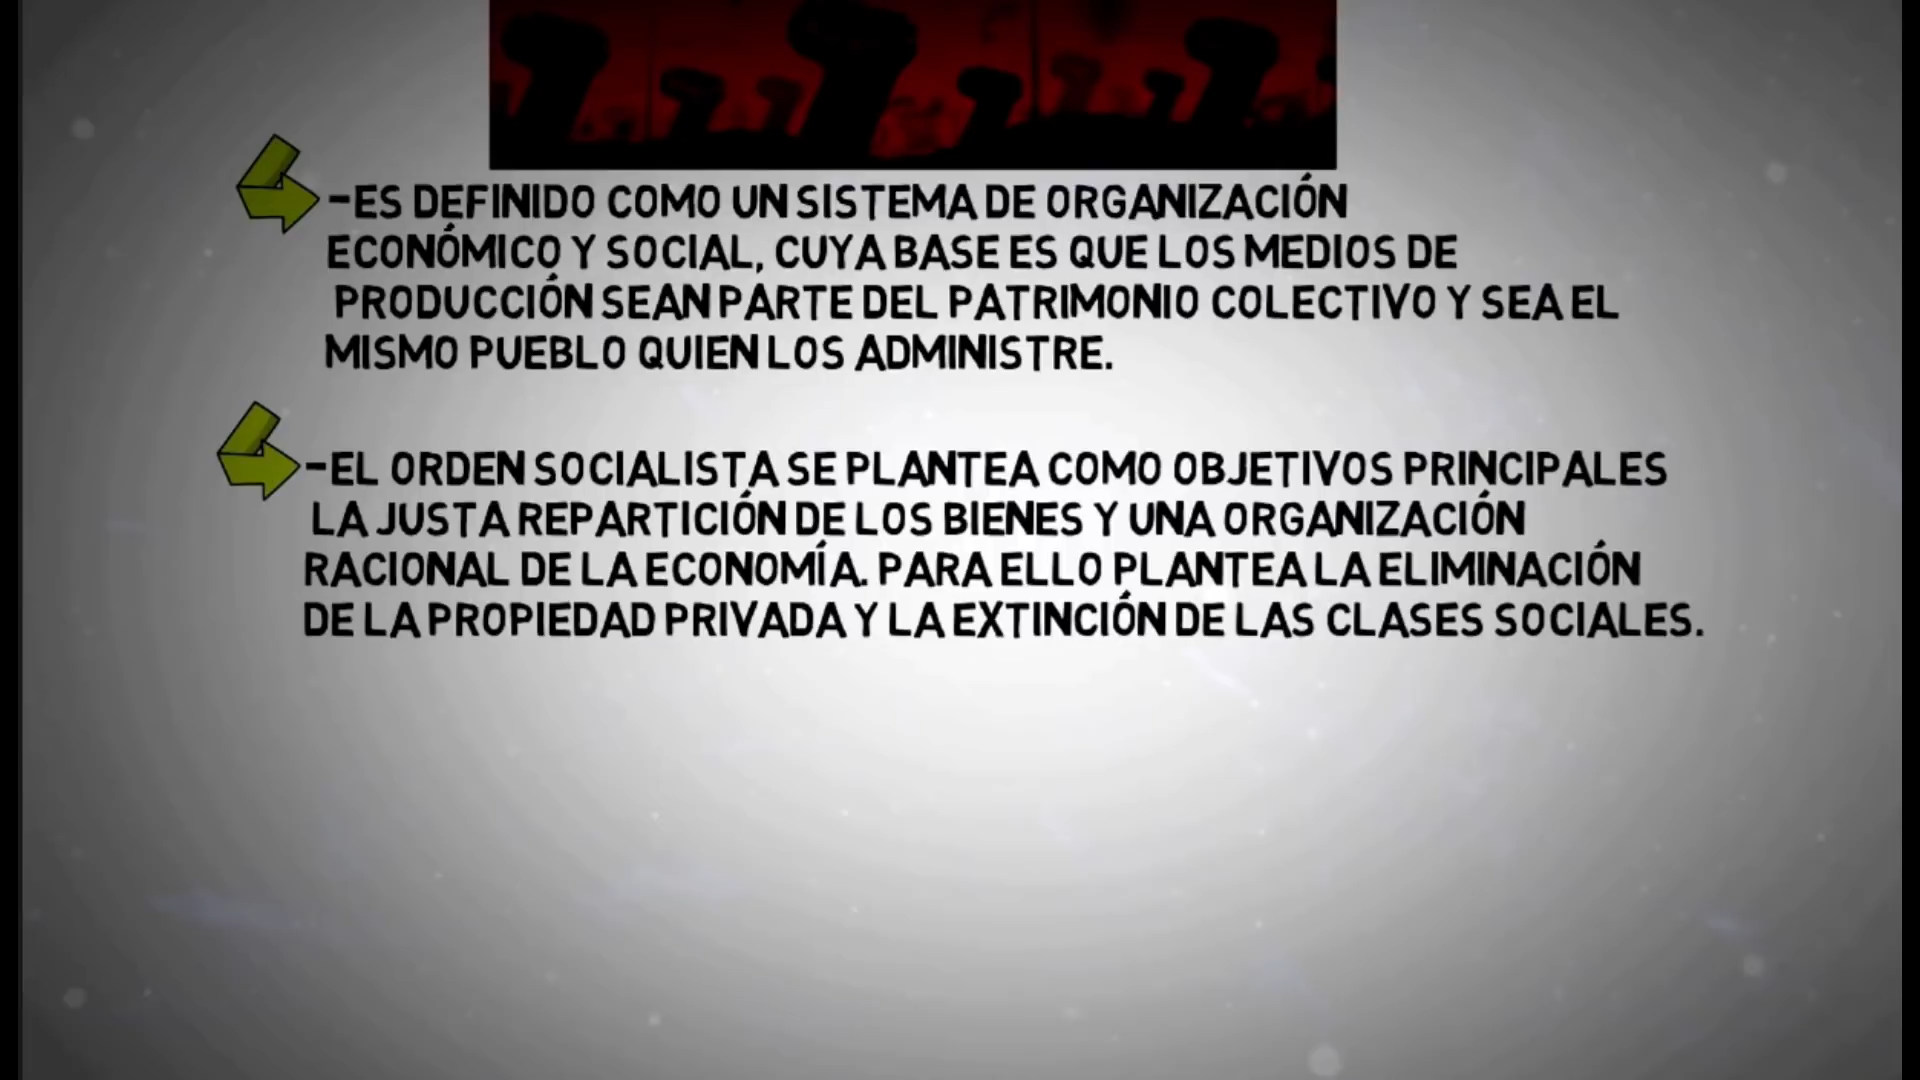 -ES DEFINIDO COMO UN SISTEMA DE ORGANIZACIÓN
ECONÓMICO Y SOCIAL, CUYA BASE ES QUE LOS MEDIOS DE
PRODUCCIÓN SEAN PARTE DEL PATRIMONIO COLECTIVO Y SEA EL
MISMO PUEBLO QUIEN LOS ADMINISTRE.
-EL ORDEN SOCIALISTA SE PLANTEA COMO OBJETIVOS PRINCIPALES
LA JUSTA REPARTICIÓN DE LOS BIENES Y UNA ORGANIZACIÓN
RACIONAL DE LA ECONOMÍA. PARA ELLO PLANTEA LA ELIMINACIÓN
DE LA PROPIEDAD PRIVADA Y LA EXTINCIÓN DE LAS CLASES SOCIALES.